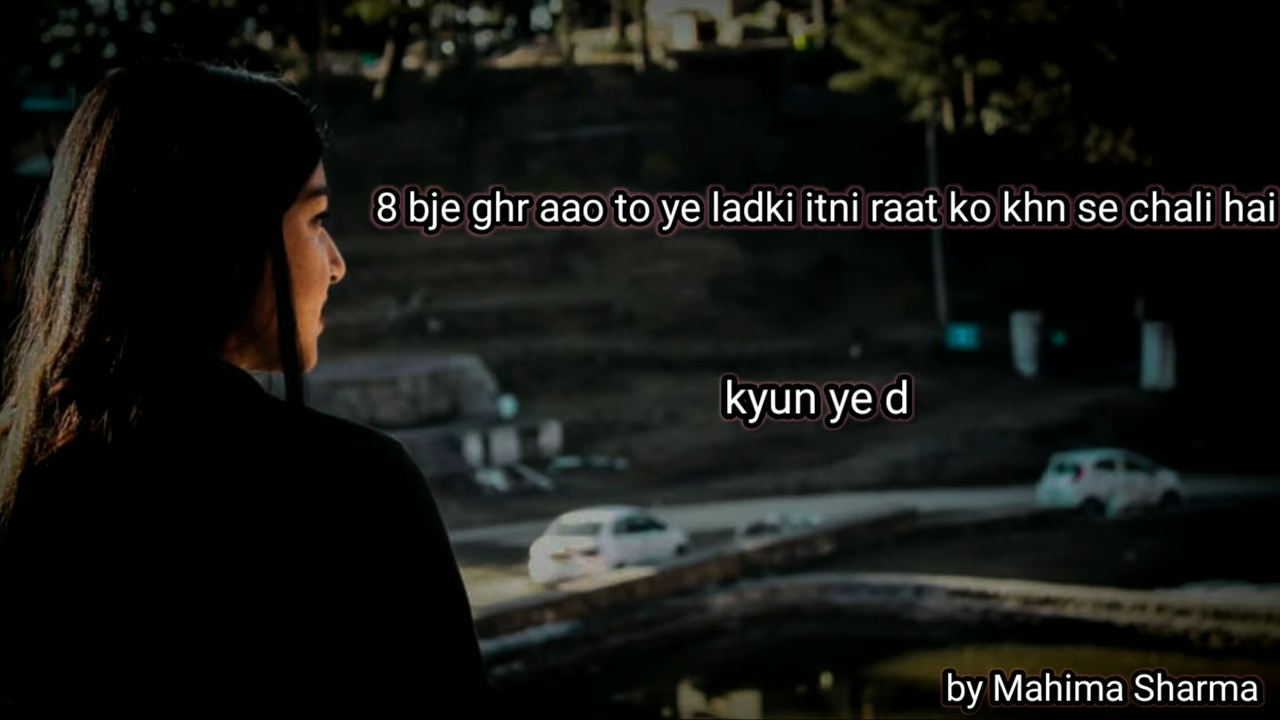 8 bje ghr aao to ye ladki itni raat ko khn se chali hai
kyun ye d
by Mahima Sharma